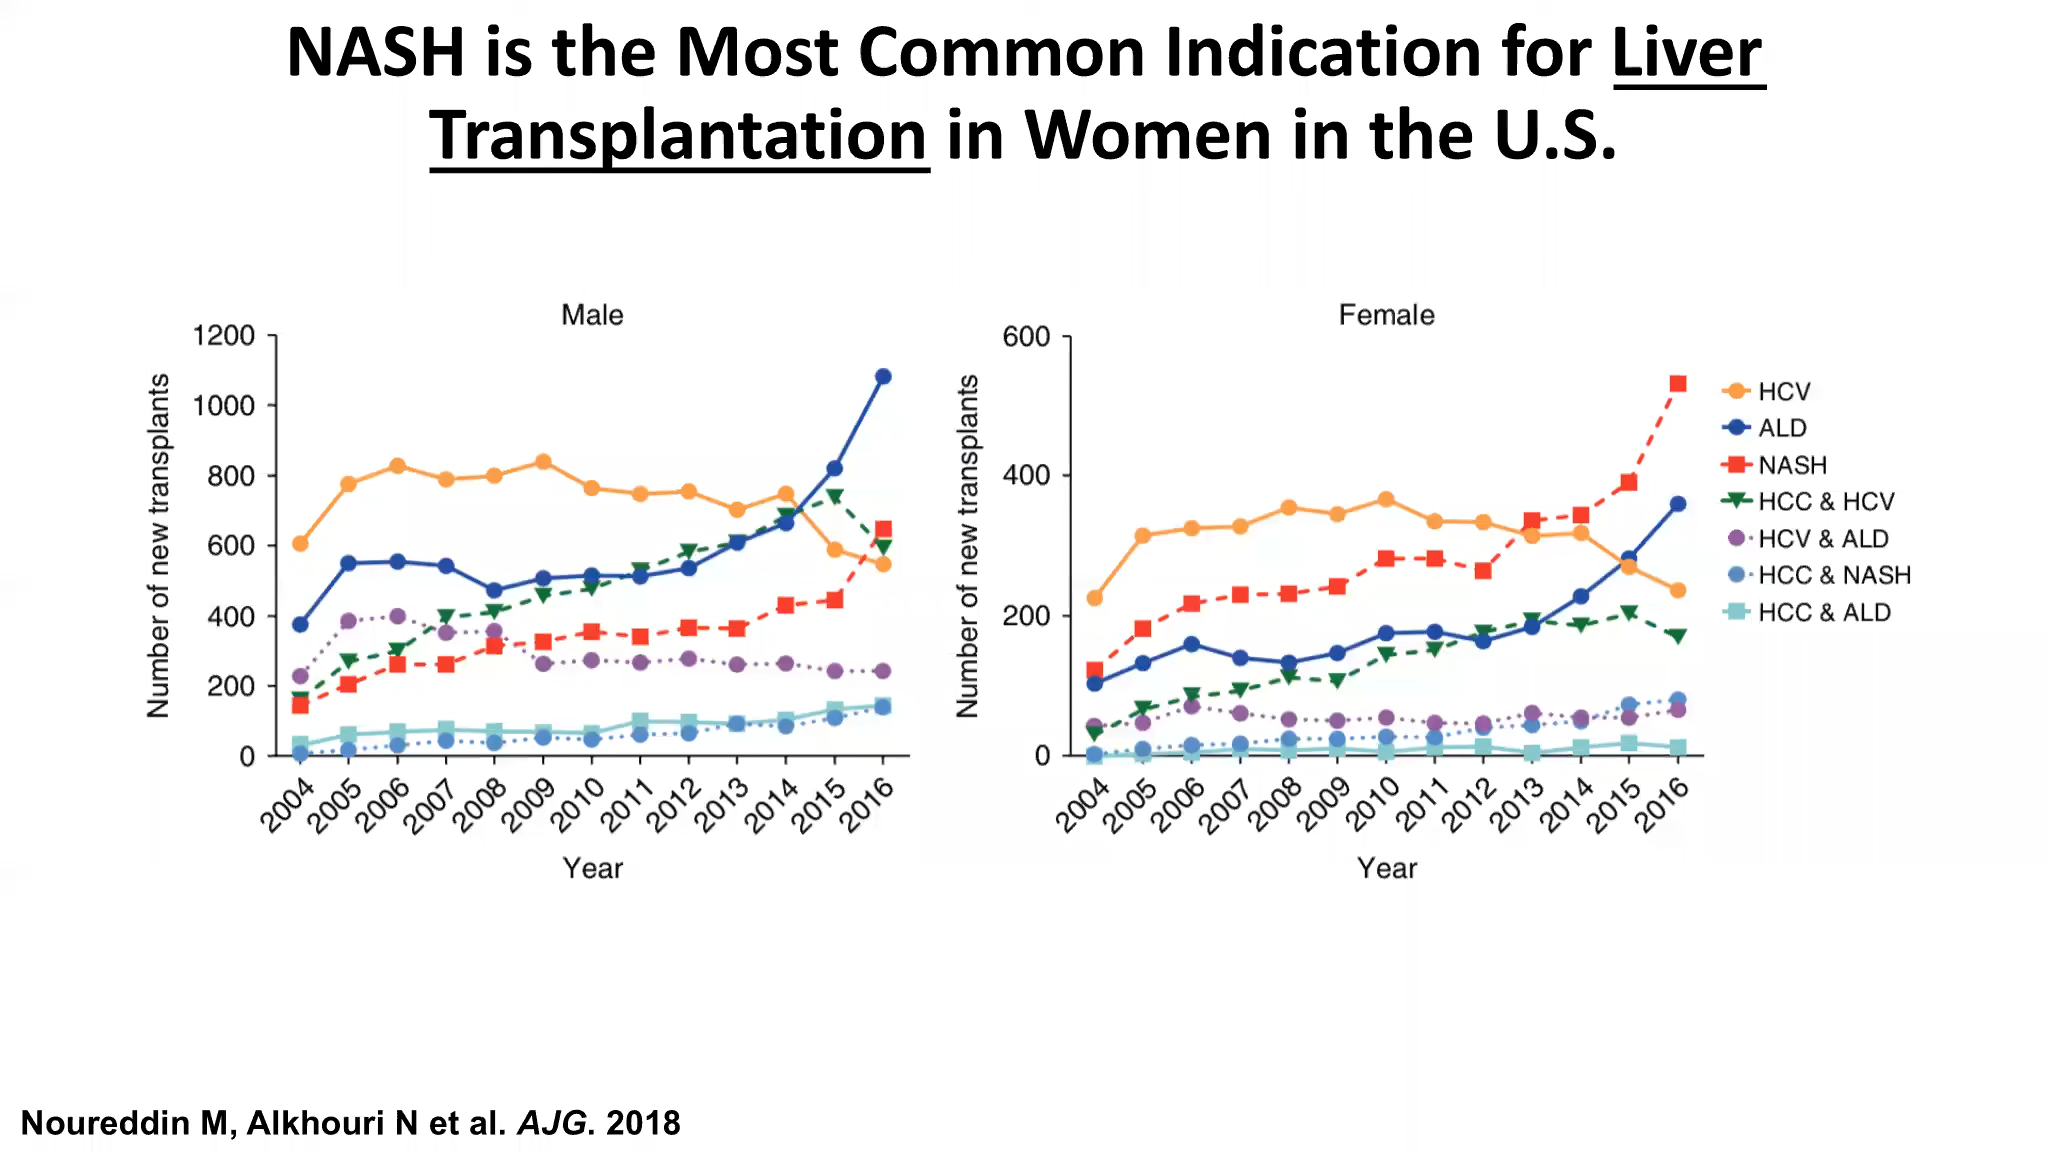 NASH is the Most Common Indication for Liver
Transplantation in Women in the U.S.
Male
Number of new transplants
1200
1000
800
600
400
200
0
2004 2005 2006 2007 2008 2009 2010 2011 2012 2013 2014 2015 2016
Year
Female
Number of new transplants
600
400
200
0
2004 2005 2006 2007 2008 2009 2010 2011 2012 2013 2014 2015 2016
Year
HCV
ALD
NASH
HCC & HCV
HCV & ALD
HCC & NASH
HCC & ALD
Noureddin M, Alkhouri N et al. AJG. 2018